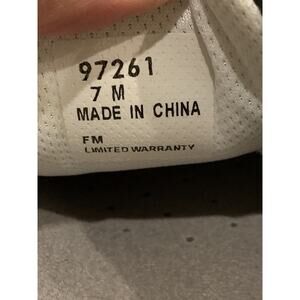 97261
7 M
MADE IN CHINA
FM
LIMITED WARRANTY